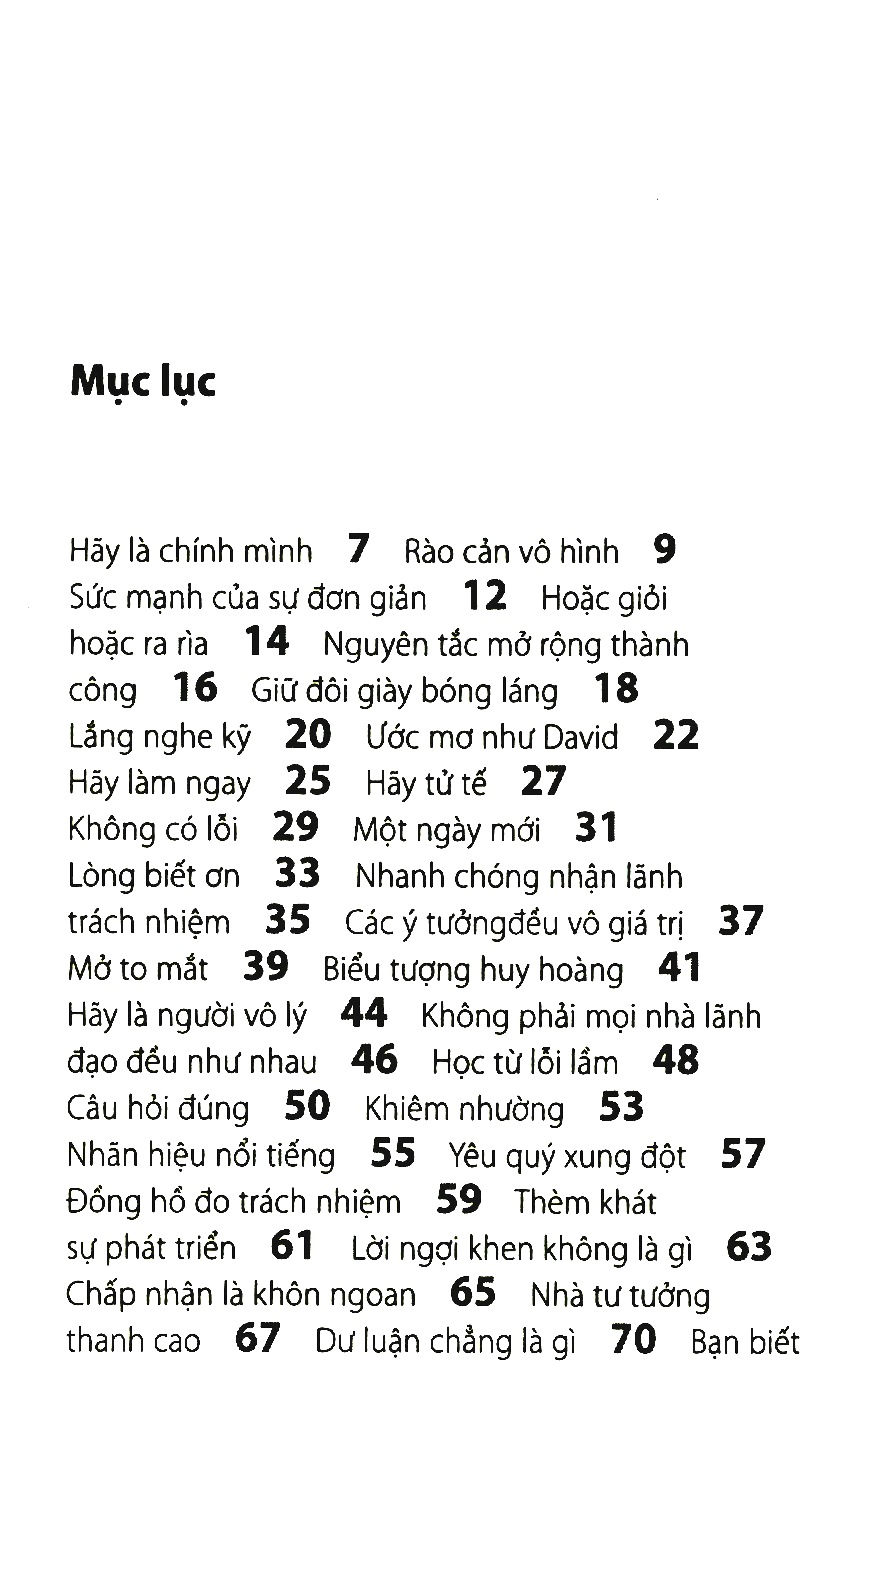 Mục lục
Hãy là chính mình 7 Rào cản vô hình 9
Sức mạnh của sự đơn giản 12 Hoặc giỏi
hoặc ra rìa 14 Nguyên tắc mở rộng thành
công 16 Giữ đôi giày bóng láng 18
Lắng nghe kỹ 20 Ước mơ như David 22
Hãy làm ngay 25 Hãy tử tế 27
Không có lỗi 29 Một ngày mới 31
Lòng biết ơn 33 Nhanh chóng nhận lãnh
trách nhiệm 35 Các ý tưởngđều vô giá trị 37
Mở to mắt 39 Biểu tượng huy hoàng 41
Hãy là người vô lý 44 Không phải mọi nhà lãnh
đạo đều như nhau 46 Học từ lỗi lầm 48
Câu hỏi đúng 50 Khiêm nhường 53
Nhãn hiệu nổi tiếng 55 Yêu quý xung đột 57
Đồng hồ đo trách nhiệm 59 Thèm khát
sự phát triển 61 Lời ngợi khen không là gì 63
Chấp nhận là khôn ngoan 65 Nhà tư tưởng
thanh cao 67 Dư luận chẳng là gì 70 Bạn biết